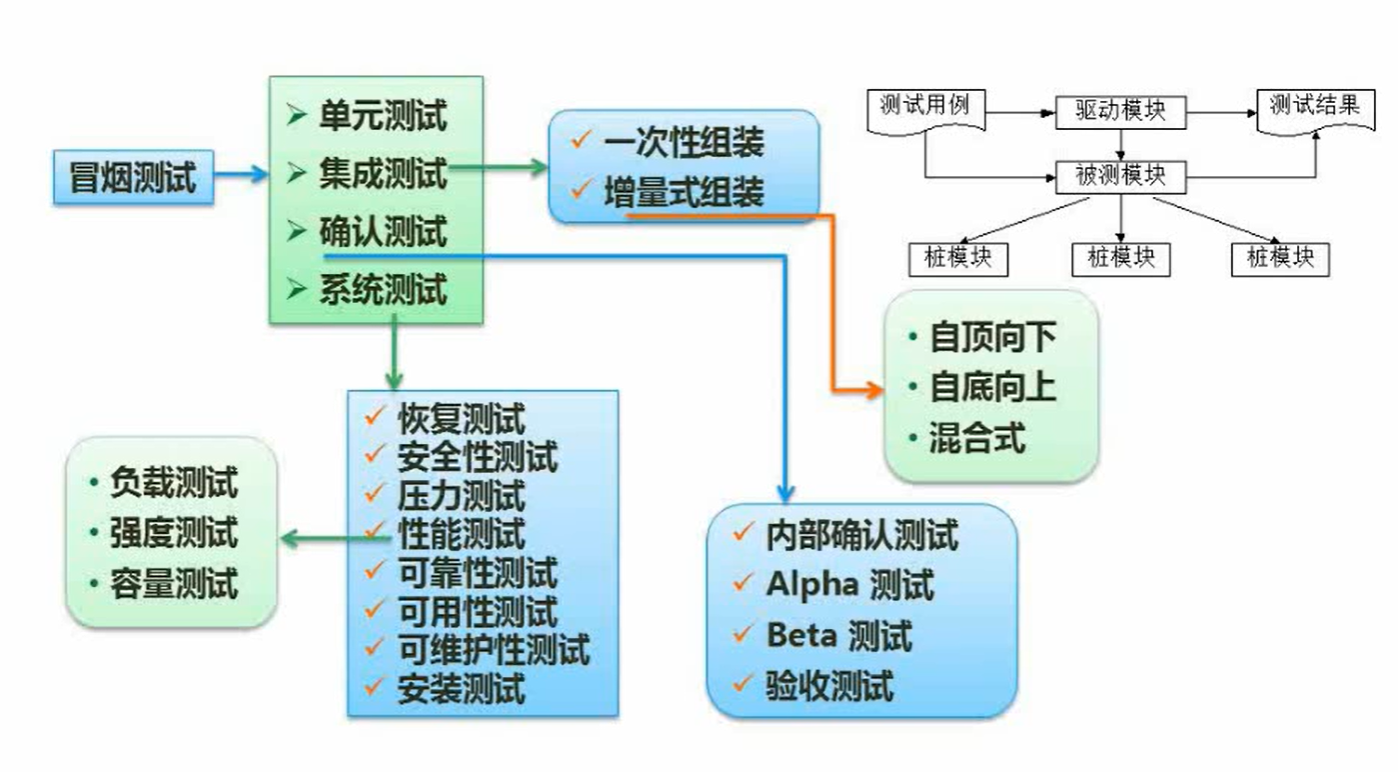 冒烟测试
单元测试
集成测试
确认测试
系统测试
一次性组装
增量式组装
测试用例
驱动模块
测试结果
被测模块
桩模块
桩模块
桩模块
自顶向下
自底向上
混合式
恢复测试
安全性测试
压力测试
性能测试
可靠性测试
可用性测试
可维护性测试
安装测试
负载测试
强度测试
容量测试
内部确认测试
Alpha 测试
Beta 测试
验收测试